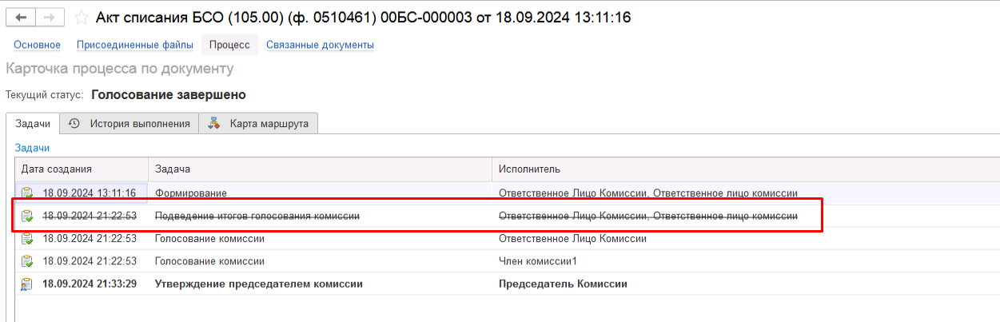 Акт списания БСО (105.00) (ф. 0510461) 00БС-000003 от 18.09.2024 13:11:16
Основное Присоединенные файлы Процесс Связанные документы
Карточка процесса по документу
Текущий статус: Голосование завершено
Задачи История выполнения Карта маршрута
Задачи
Дата создания Задача Исполнитель
18.09.2024 13:11:16 Формирование Ответственное Лицо Комиссии, Ответственное лицо комиссии
18.09.2024 21:22:53 Подведение итогов голосования комиссии Ответственное Лицо Комиссии, Ответственное лицо комиссии
18.09.2024 21:22:53 Голосование комиссии Ответственное Лицо Комиссии
18.09.2024 21:22:53 Голосование комиссии Член комиссии1
18.09.2024 21:33:29 Утверждение председателем комиссии Председатель Комиссии